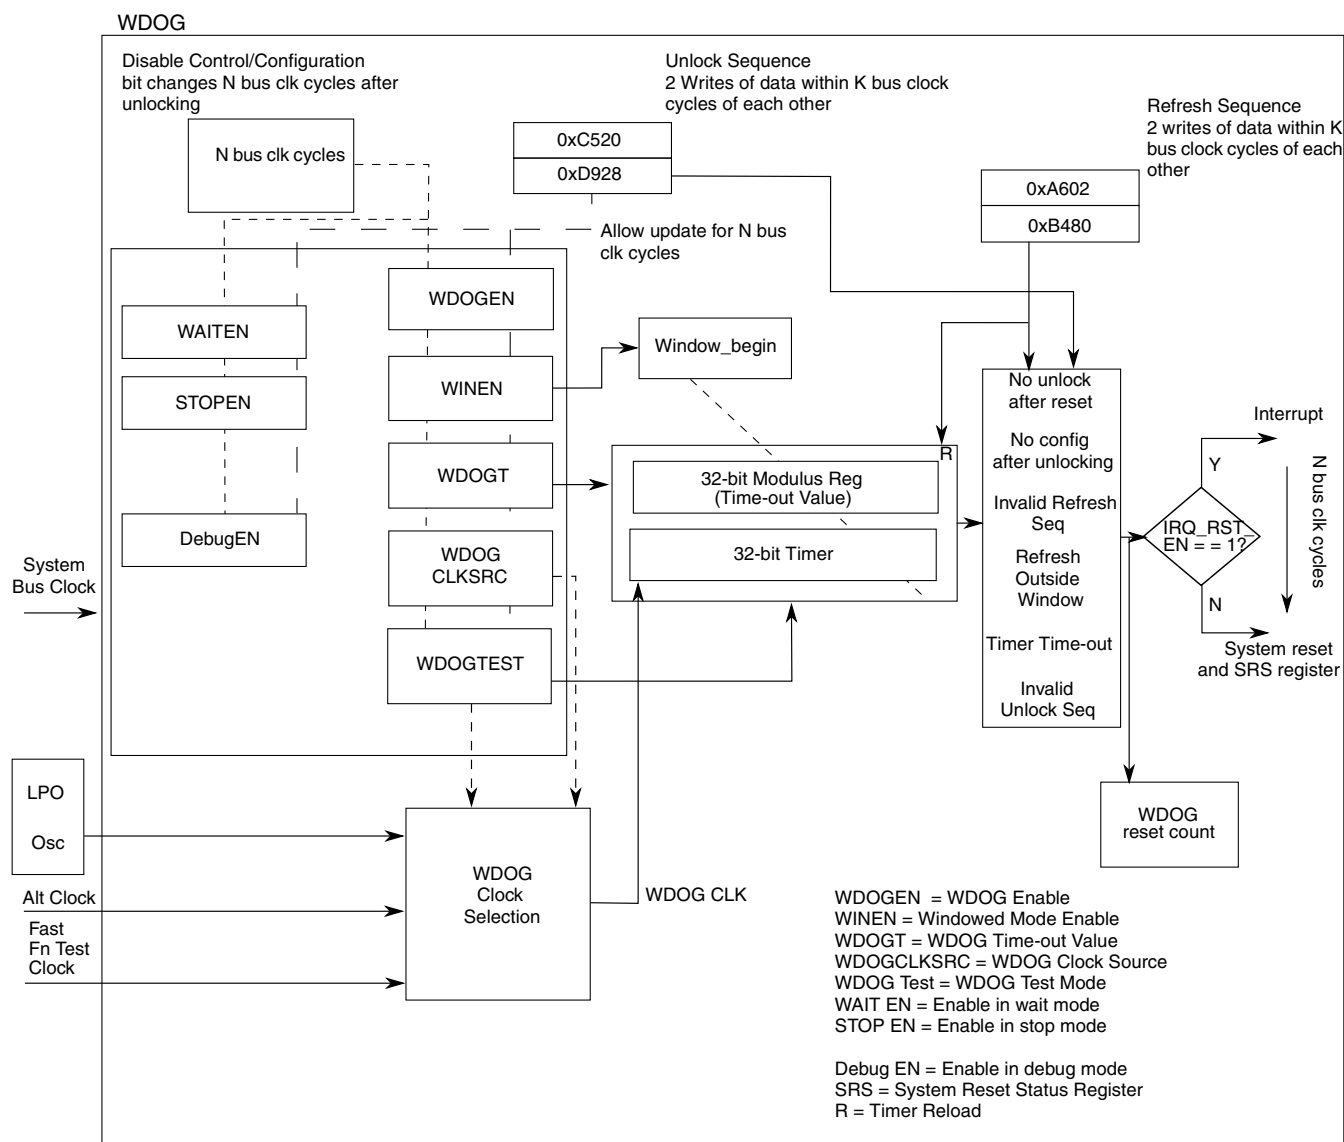 WDOG
Disable Control/Configuration
bit changes N bus clk cycles after
unlocking
N bus clk cycles
Unlock Sequence
2 Writes of data within K bus clock
cycles of each other
0xC520
0xD928
Allow update for N bus
clk cycles
Refresh Sequence
2 writes of data within K
bus clock cycles of each
other
0xA602
0xB480
WAITEN
STOPEN
DebugEN
WDOGEN
WINEN
WDOGT
WDOG
CLKSRC
WDOGTEST
Window_begin
R
32-bit Modulus Reg
(Time-out Value)
32-bit Timer
No unlock
after reset
No config
after unlocking
Invalid Refresh
Seq
Refresh
Outside
Window
Timer Time-out
Invalid
Unlock Seq
Interrupt
Y
IRQ_RST_
EN = = 1?
N
N bus clk cycles
System reset
and SRS register
System
Bus Clock
LPO
Osc
Alt Clock
Fast
Fn Test
Clock
WDOG
Clock
Selection
WDOG CLK
WDOG
reset count
WDOGEN = WDOG Enable
WINEN = Windowed Mode Enable
WDOGT = WDOG Time-out Value
WDOGCLKSRC = WDOG Clock Source
WDOG Test = WDOG Test Mode
WAIT EN = Enable in wait mode
STOP EN = Enable in stop mode
Debug EN = Enable in debug mode
SRS = System Reset Status Register
R = Timer Reload